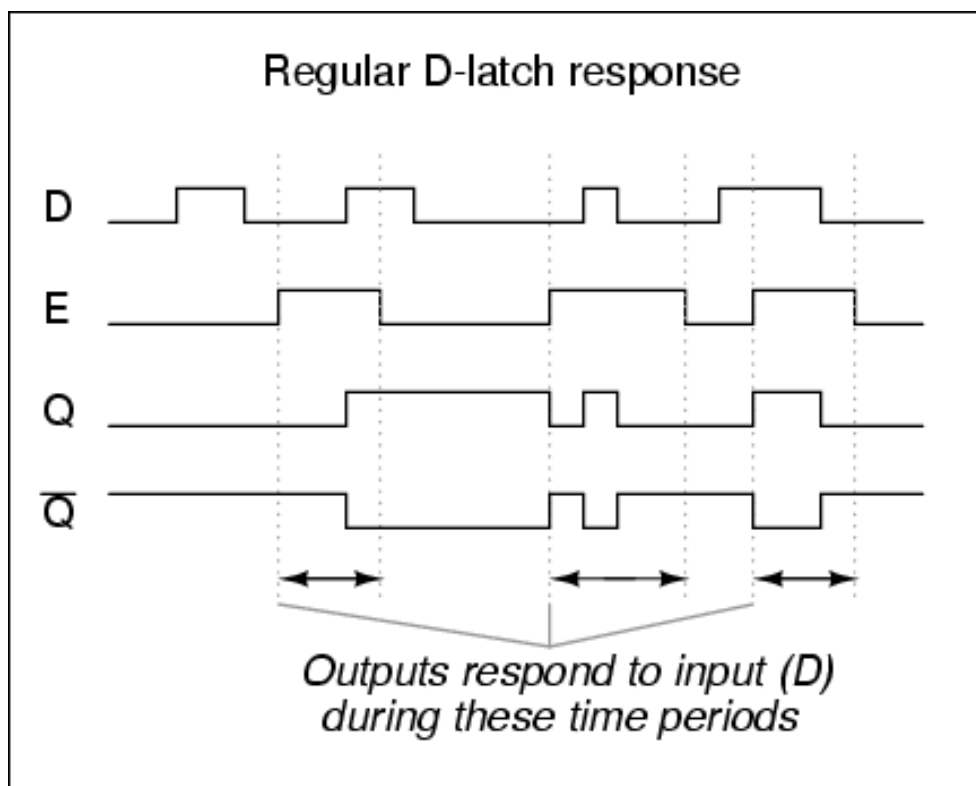 Regular D-latch response
D
E
Q
Q̅
Outputs respond to input (D)
during these time periods